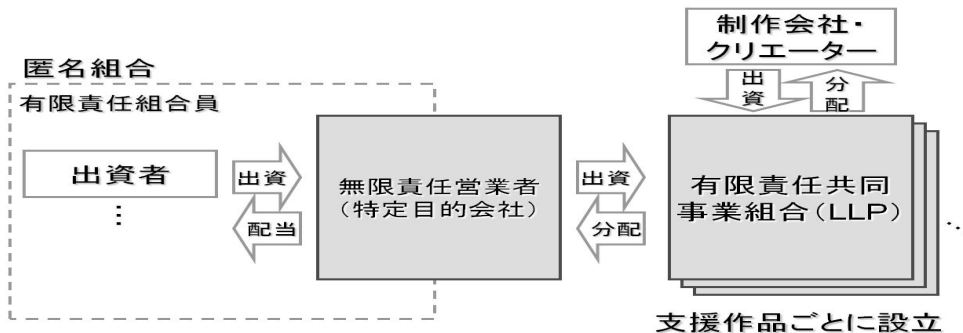 匿名組合
有限責任組合員
出資者
⋮
出資
配当
無限責任営業者
（特定目的会社）
出資
分配
制作会社・
クリエーター
出資
分配
有限責任共同
事業組合（LLP）
支援作品ごとに設立